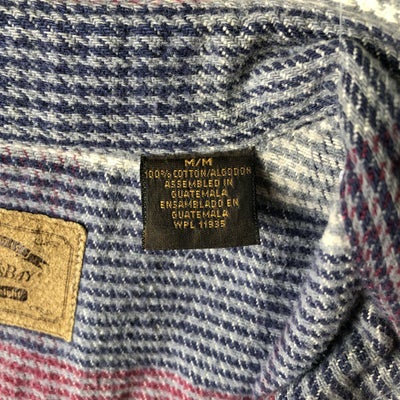 M/M
100% COTTON/ALGODON
ASSEMBLED IN
GUATEMALA
ENSAMBLADO EN
GUATEMALA
WPL 11935